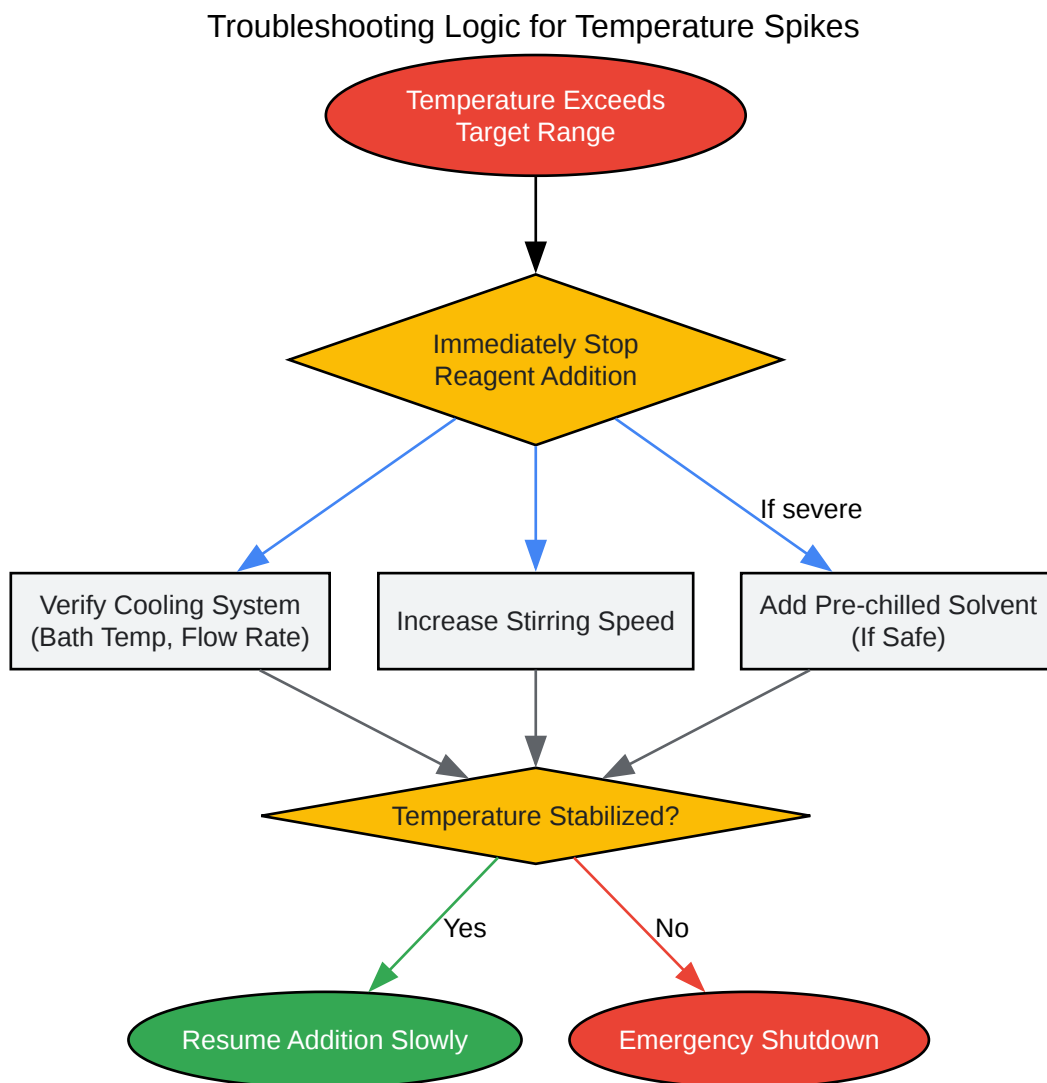 Troubleshooting Logic for Temperature Spikes
Temperature Exceeds
Target Range
Immediately Stop
Reagent Addition
If severe
Verify Cooling System
(Bath Temp, Flow Rate)
Increase Stirring Speed
Add Pre-chilled Solvent
(If Safe)
Temperature Stabilized?
Yes
No
Resume Addition Slowly
Emergency Shutdown